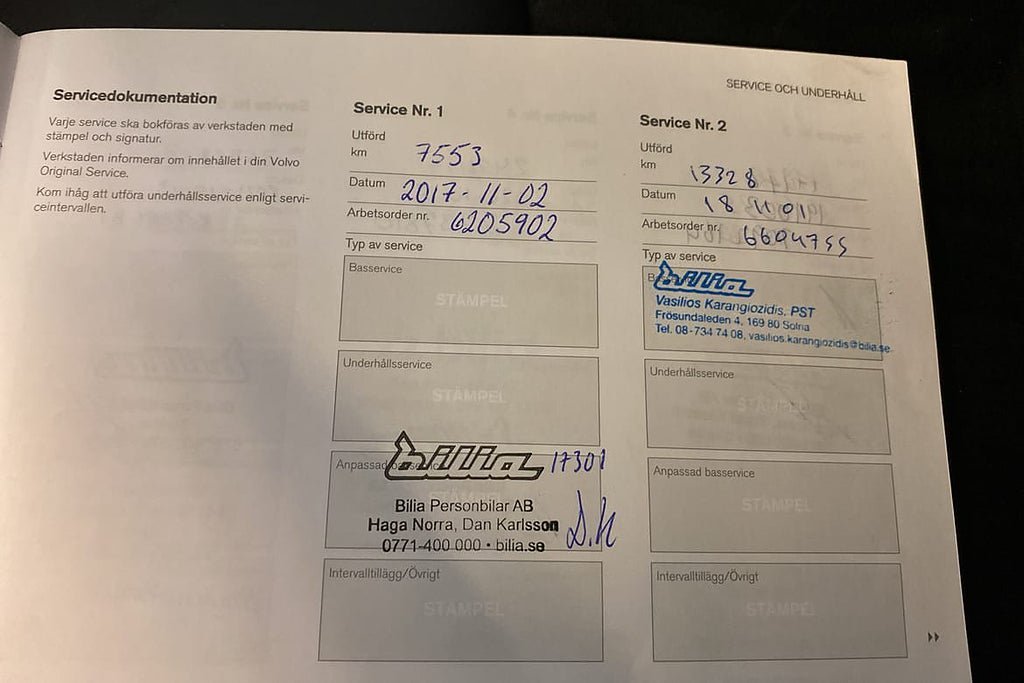 SERVICE OCH UNDERHÅLL
Servicedokumentation
Varje service ska bokföras av verkstaden med
stämpel och signatur.
Verkstaden informerar om innehållet i din Volvo
Original Service.
Kom ihåg att utföra underhållsservice enligt servi-
ceintervallen.
Service Nr. 1
Utförd
km 7553
Datum 2017-11-02
Arbetsorder nr. 6205902
Typ av service
Basservice
STÄMPEL
Underhållsservice
STÄMPEL
Anpassad basservice
bilia 17301
STÄMPEL
Bilia Personbilar AB
Haga Norra, Dan Karlsson D.K
0771-400 000 • bilia.se
Intervalltillägg/Övrigt
STÄMPEL
Service Nr. 2
Utförd
km 13328
Datum 18 11 01
Arbetsorder nr.
Typ av service
bilia
Vasilios Karangiozidis, PST
Frösundaleden 4, 169 80 Solna
Tel. 08-734 74 08, vasilios.karangiozidis@bilia.se
Underhållsservice
STÄMPEL
Anpassad basservice
STÄMPEL
Intervalltillägg/Övrigt
STÄMPEL